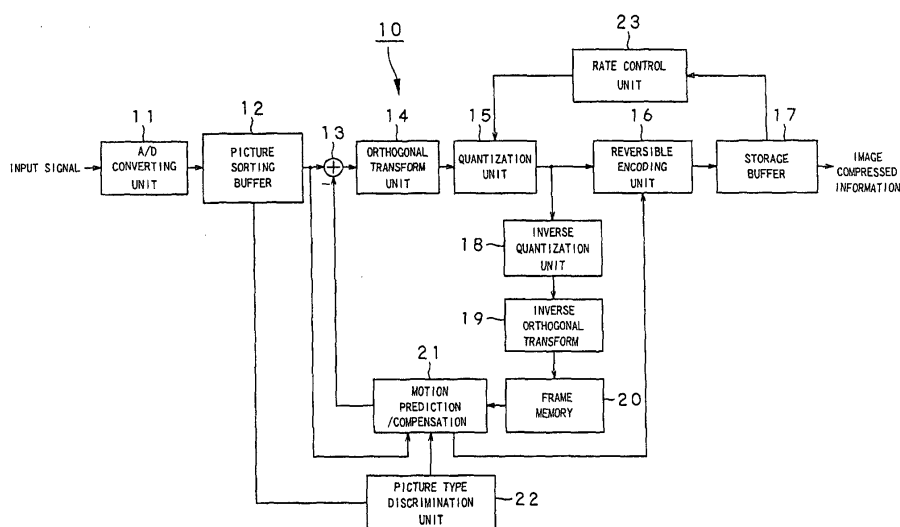 10
23
RATE CONTROL
UNIT
11
A/D
CONVERTING
UNIT
12
PICTURE
SORTING
BUFFER
13
14
ORTHOGONAL
TRANSFORM
UNIT
15
QUANTIZATION
UNIT
16
REVERSIBLE
ENCODING
UNIT
17
STORAGE
BUFFER
INPUT SIGNAL
IMAGE
COMPRESSED
INFORMATION
18
INVERSE
QUANTIZATION
UNIT
19
INVERSE
ORTHOGONAL
TRANSFORM
21
MOTION
PREDICTION
/COMPENSATION
FRAME
MEMORY
20
PICTURE TYPE
DISCRIMINATION
UNIT
22